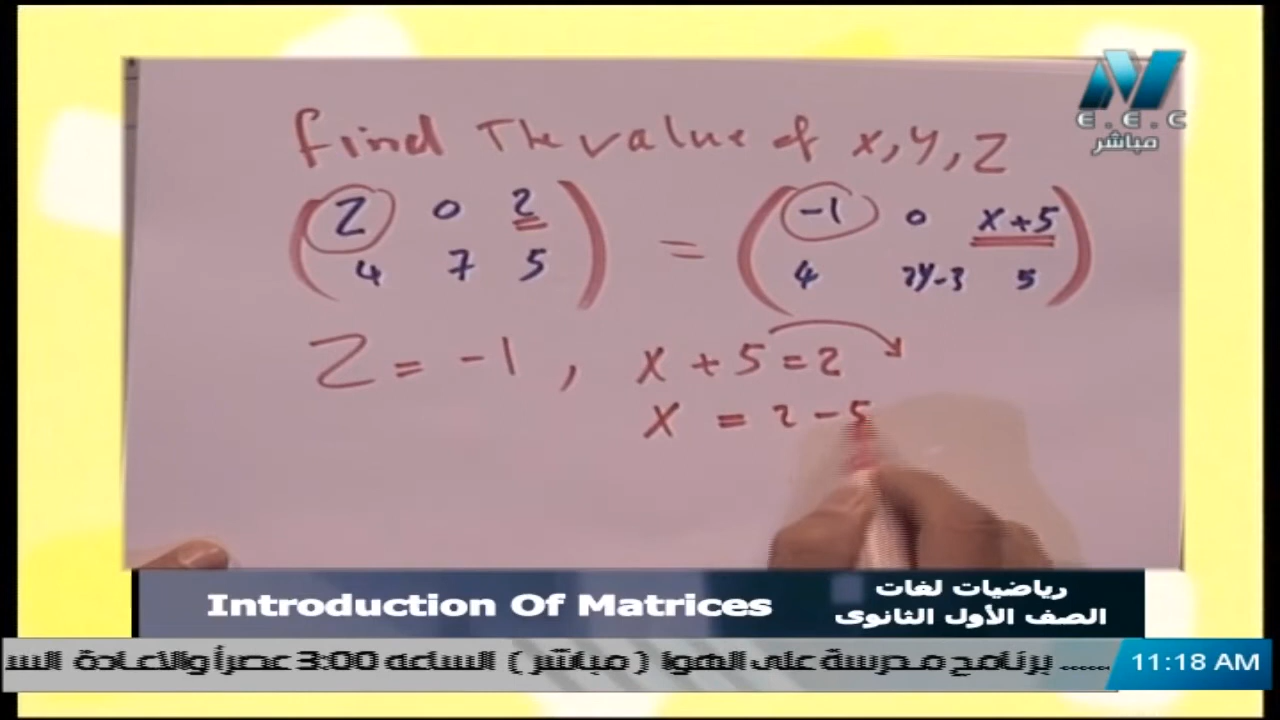 find The value of x, y, z
Z 0 2 = -1 0 x+5
4 7 5 4 2y-3 5
Z = -1 , x + 5 = 2
x = 2 - 5
E.E.C
مباشر
Introduction Of Matrices
رياضيات لغات
الصف الأول الثانوى
..... برنامج مدرسة على الهوا ( مباشر ) الساعه 3:00 عصراً والاعادة
11:18 AM